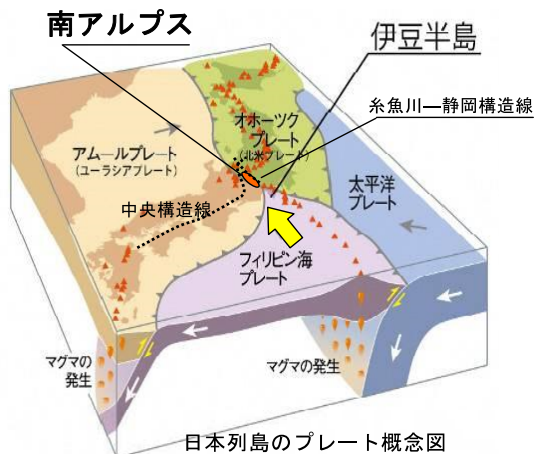 南アルプス
伊豆半島
糸魚川―静岡構造線
オホーツク
プレート
(北米プレート)
アムールプレート
(ユーラシアプレート)
太平洋
プレート
中央構造線
フィリピン海
プレート
マグマの
発生
マグマの発生
日本列島のプレート概念図